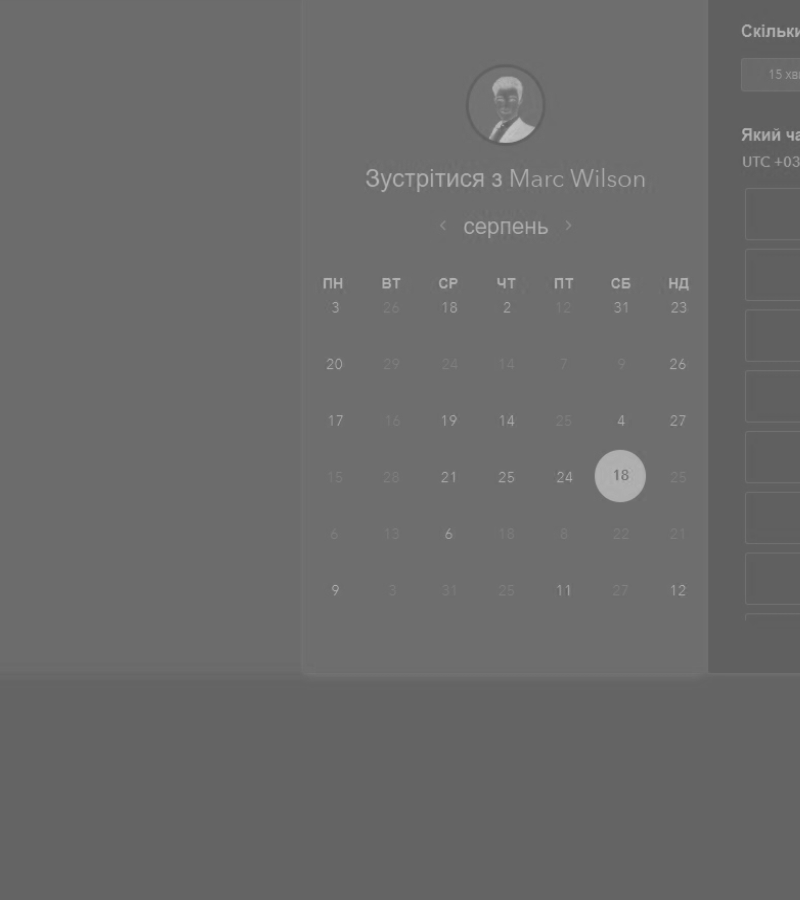 Зустрітися з Marc Wilson
‹ серпень ›
ПН ВТ СР ЧТ ПТ СБ НД
3 26 18 2 12 31 23
20 29 24 14 7 9 26
17 16 19 14 25 4 27
15 28 21 25 24 18 25
6 13 6 18 8 22 21
9 3 31 25 11 27 12
Скільки
15 хв
Який ча
UTC +03